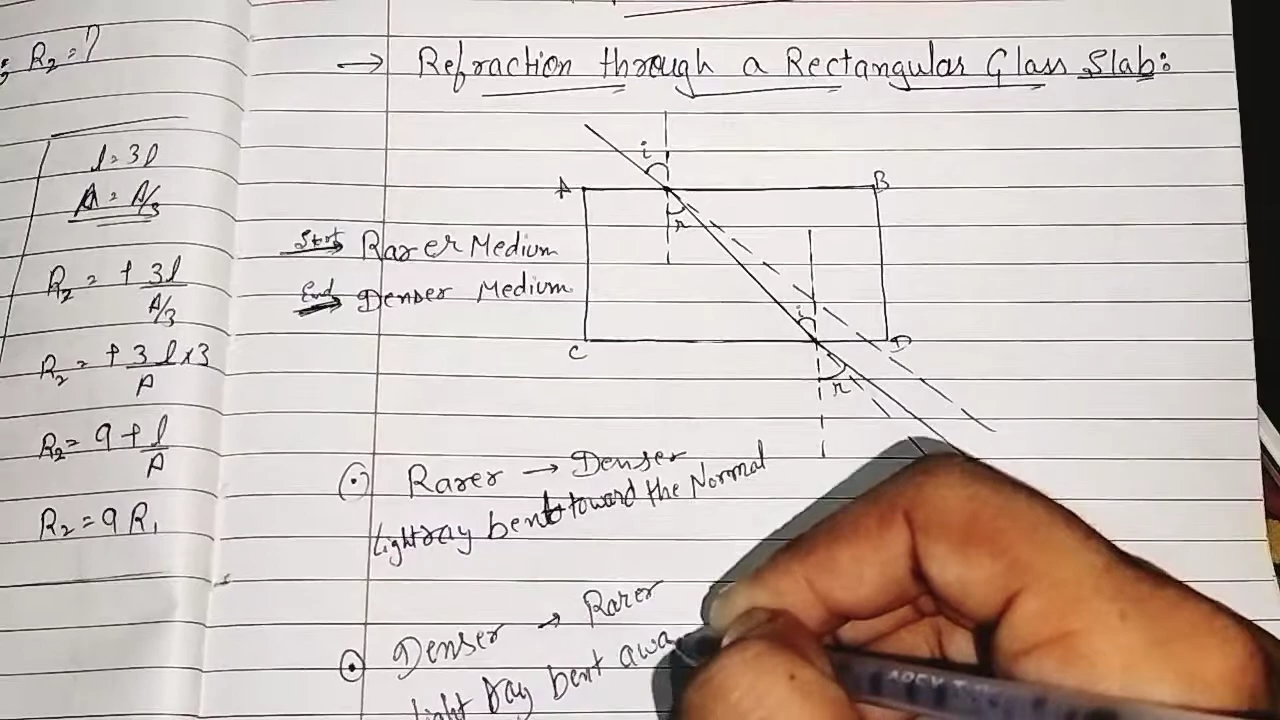 R₂ = ?
l = 3l
A = A/3
R₂ = ρ 3l
A/3
R₂ = ρ 3l×3
A
R₂ = 9 ρ l
A
R₂ = 9 R₁
→ Refraction through a Rectangular Glass Slab:
i
A B
r
Start Rarer Medium
End Denser Medium
i
C D
r
Rarer → Denser
Light ray bent toward the Normal
Denser → Rarer
Light ray bent awa